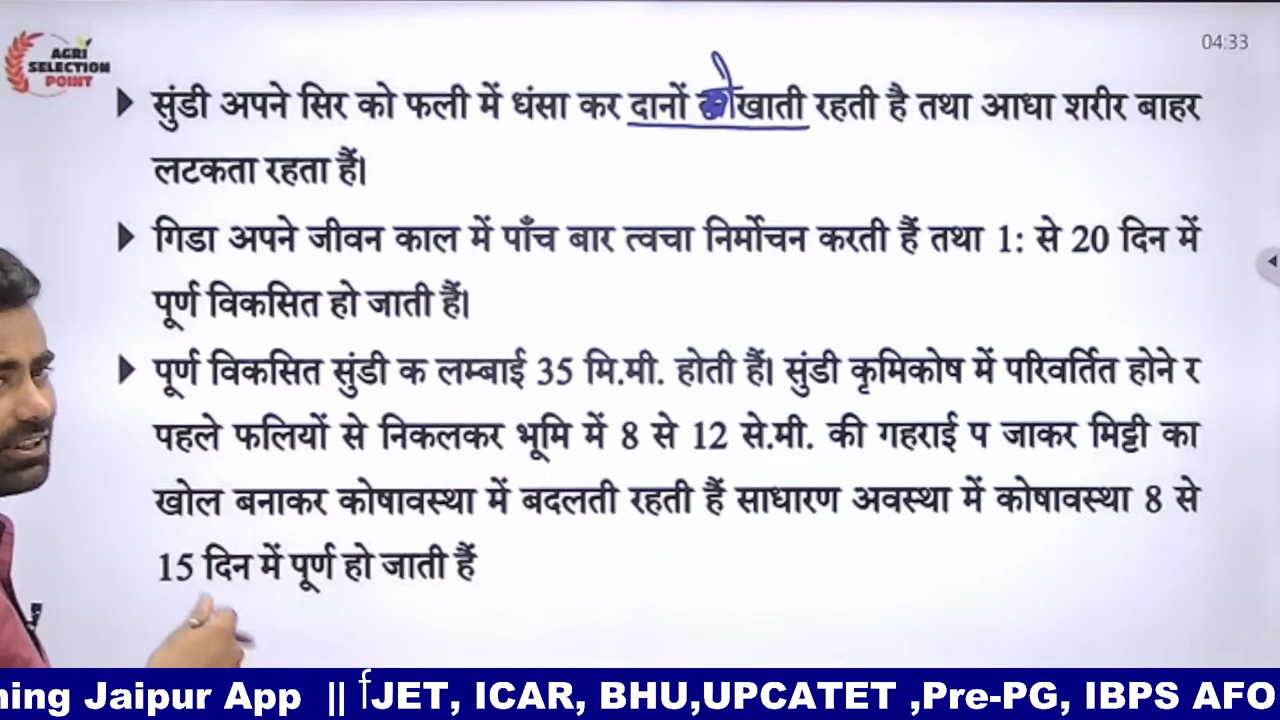 AGRI
SELECTION
POINT
04:33
सुंडी अपने सिर को फली में धंसा कर दानों को खाती रहती है तथा आधा शरीर बाहर
लटकता रहता हैं।
गिडा अपने जीवन काल में पाँच बार त्वचा निर्मोचन करती हैं तथा 1: से 20 दिन में
पूर्ण विकसित हो जाती हैं।
पूर्ण विकसित सुंडी क लम्बाई 35 मि.मी. होती हैं। सुंडी कृमिकोष में परिवर्तित होने र
पहले फलियों से निकलकर भूमि में 8 से 12 से.मी. की गहराई प जाकर मिट्टी का
खोल बनाकर कोषावस्था में बदलती रहती हैं साधारण अवस्था में कोषावस्था 8 से
15 दिन में पूर्ण हो जाती हैं
ning Jaipur App || JET, ICAR, BHU,UPCATET ,Pre-PG, IBPS AFO